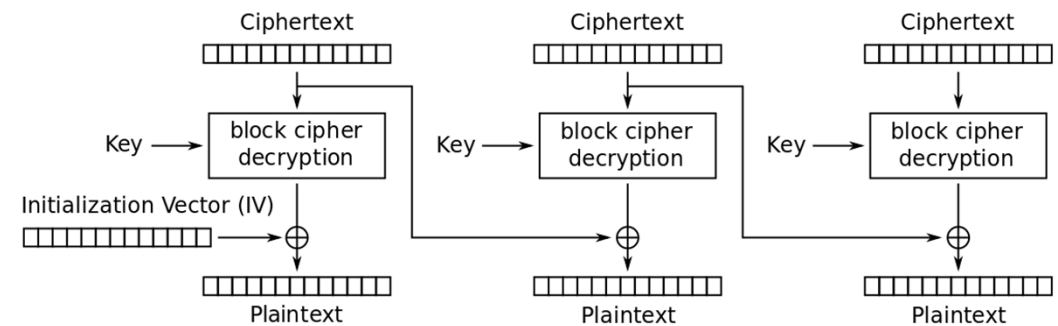 Ciphertext
Ciphertext
Ciphertext
Key
block cipher
decryption
Key
block cipher
decryption
Key
block cipher
decryption
Initialization Vector (IV)
Plaintext
Plaintext
Plaintext